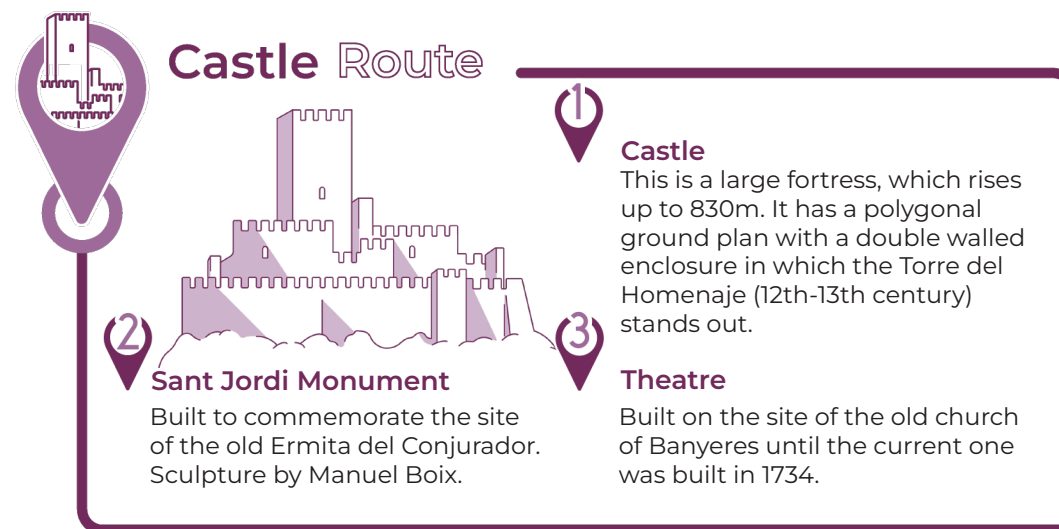 Castle Route
1
Castle
This is a large fortress, which rises
up to 830m. It has a polygonal
ground plan with a double walled
enclosure in which the Torre del
Homenaje (12th-13th century)
stands out.
2
Sant Jordi Monument
Built to commemorate the site
of the old Ermita del Conjurador.
Sculpture by Manuel Boix.
3
Theatre
Built on the site of the old church
of Banyeres until the current one
was built in 1734.